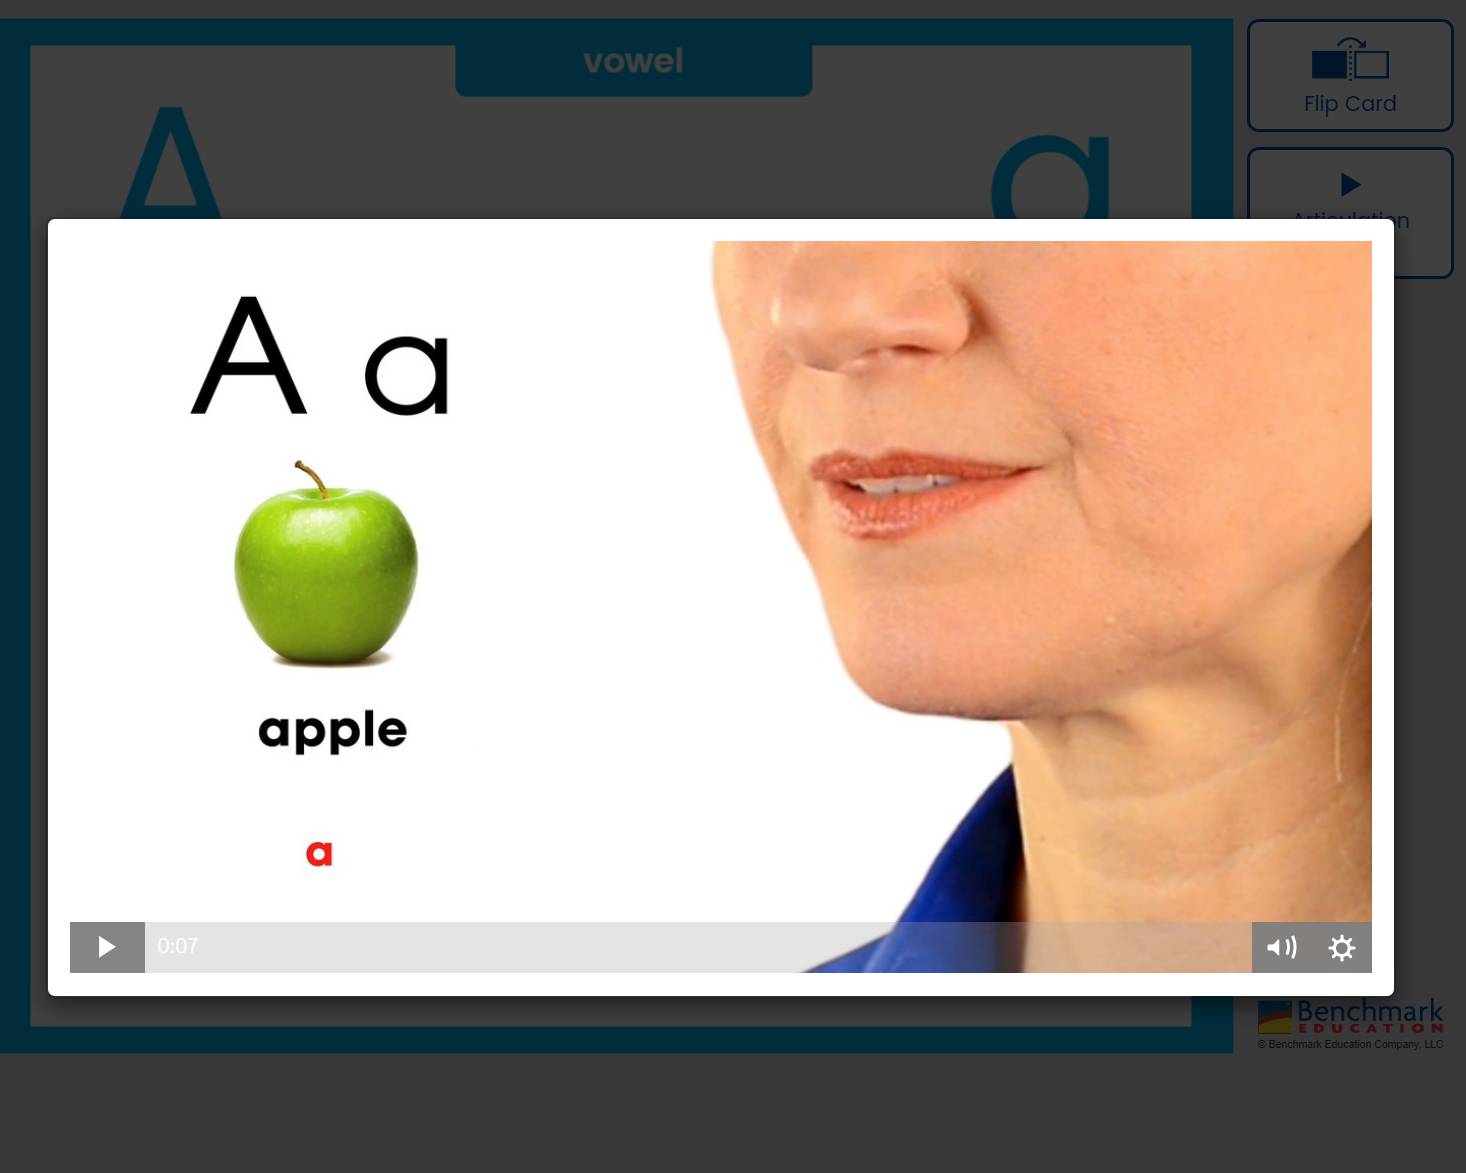 vowel
A a
Flip Card
Articulation
A a
apple
a
0:07
Benchmark
EDUCATION
© Benchmark Education Company, LLC